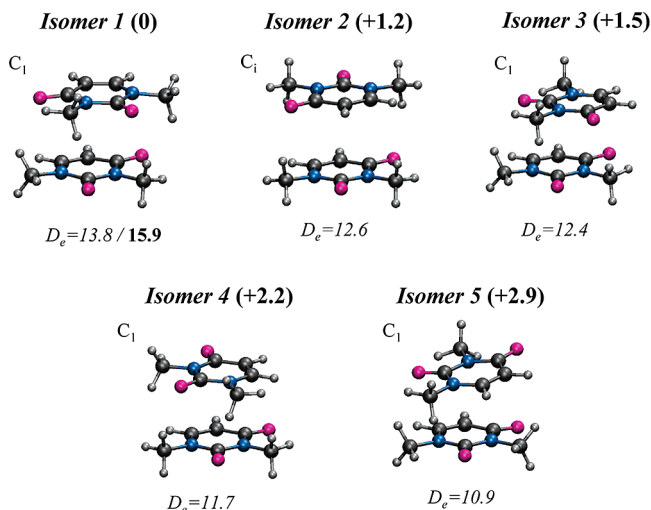 Isomer 1 (0)
C1
De=13.8 / 15.9
Isomer 2 (+1.2)
Ci
De=12.6
Isomer 3 (+1.5)
C1
De=12.4
Isomer 4 (+2.2)
C1
De=11.7
Isomer 5 (+2.9)
C1
De=10.9